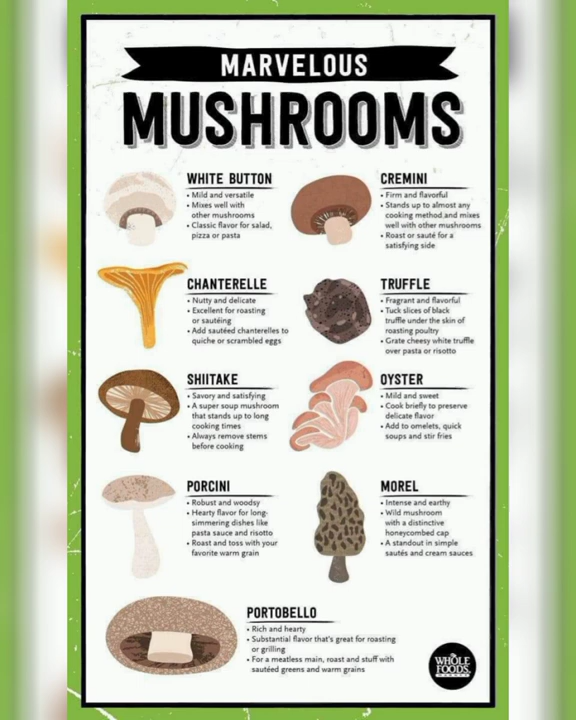 MARVELOUS
MUSHROOMS
WHITE BUTTON
• Mild and versatile
• Mixes well with
other mushrooms
• Classic flavor for salad,
pizza or pasta
CREMINI
• Firm and flavorful
• Stands up to almost any
cooking method and mixes
well with other mushrooms
• Roast or sauté for a
satisfying side
CHANTERELLE
• Nutty and delicate
• Excellent for roasting
or sautéing
• Add sautéed chanterelles to
quiche or scrambled eggs
TRUFFLE
• Fragrant and flavorful
• Tuck slices of black
truffle under the skin of
roasting poultry
• Grate cheesy white truffle
over pasta or risotto
SHIITAKE
• Savory and satisfying
• A super soup mushroom
that stands up to long
cooking times
• Always remove stems
before cooking
OYSTER
• Mild and sweet
• Cook briefly to preserve
delicate flavor
• Add to omelets, quick
soups and stir fries
PORCINI
• Robust and woodsy
• Hearty flavor for long-
simmering dishes like
pasta sauce and risotto
• Roast and toss with your
favorite warm grain
MOREL
• Intense and earthy
• Wild mushroom
with a distinctive
honeycombed cap
• A standout in simple
sautés and cream sauces
PORTOBELLO
• Rich and hearty
• Substantial flavor that's great for roasting
or grilling
• For a meatless main, roast and stuff with
sautéed greens and warm grains
WHOLE
FOODS
MARKET